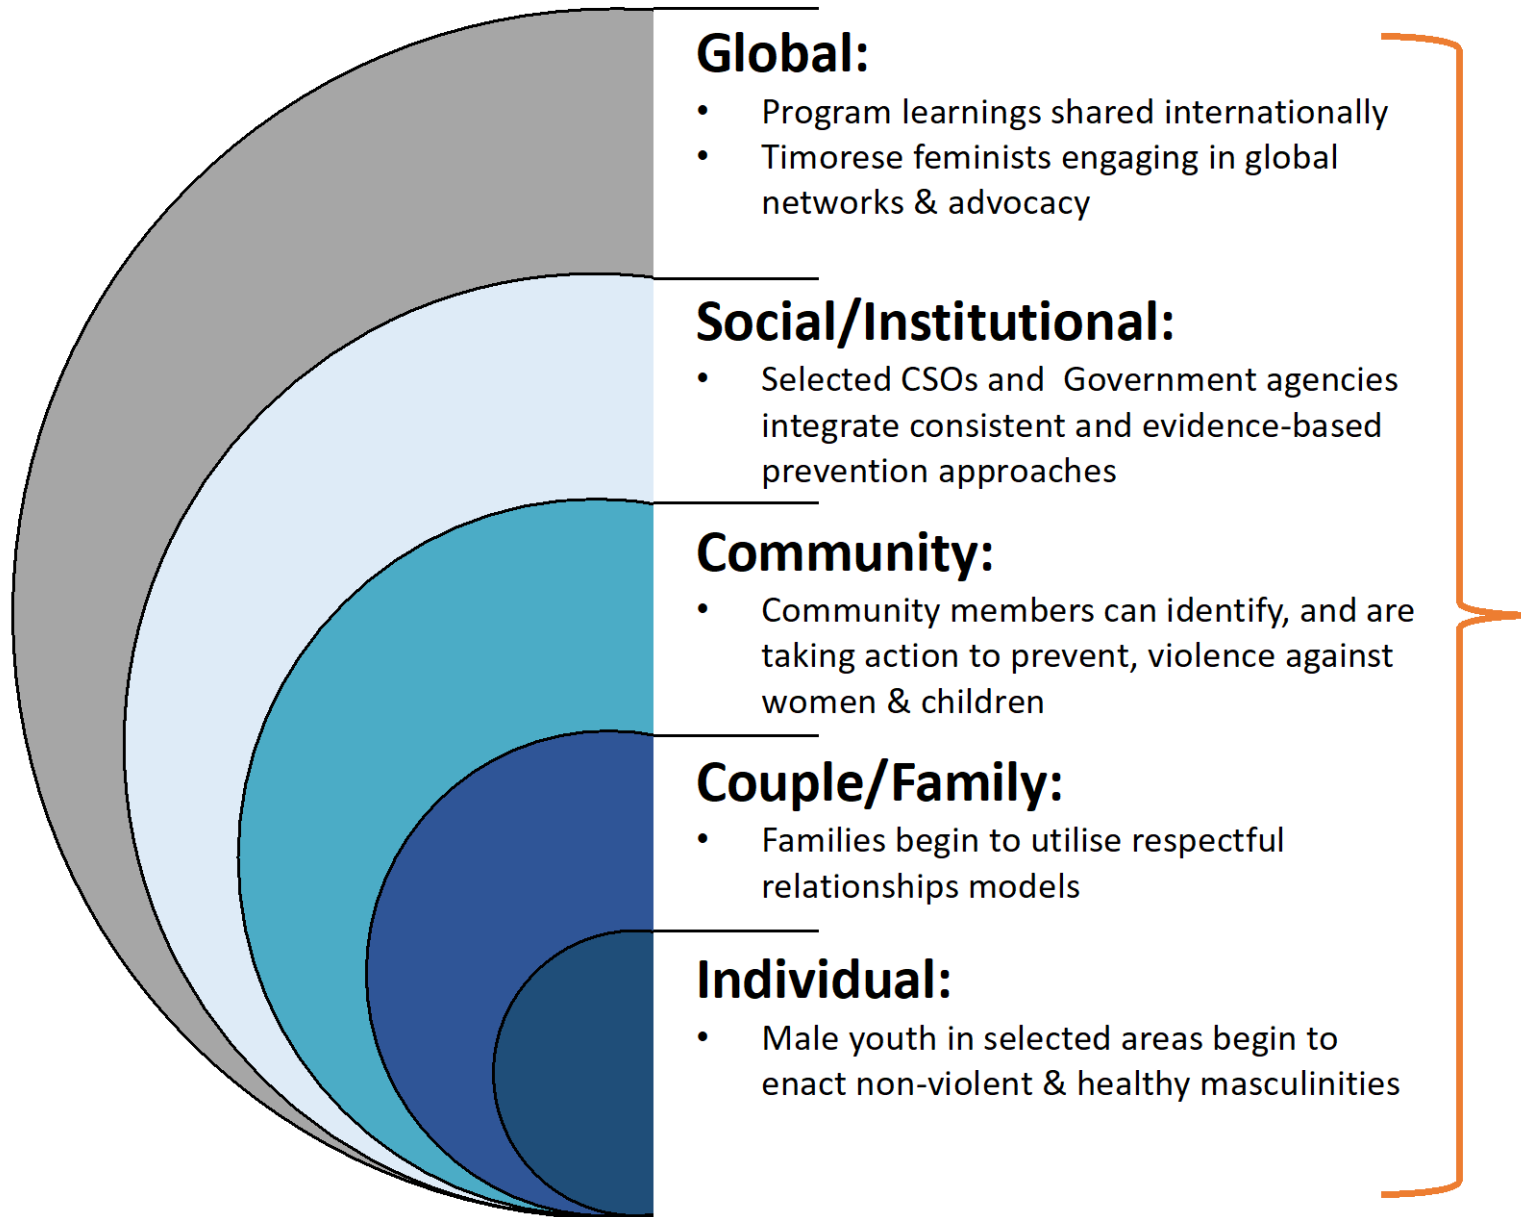 Global:
• Program learnings shared internationally
• Timorese feminists engaging in global
networks & advocacy
Social/Institutional:
• Selected CSOs and  Government agencies
integrate consistent and evidence-based
prevention approaches
Community:
• Community members can identify, and are
taking action to prevent, violence against
women & children
Couple/Family:
• Families begin to utilise respectful
relationships models
Individual:
• Male youth in selected areas begin to
enact non-violent & healthy masculinities